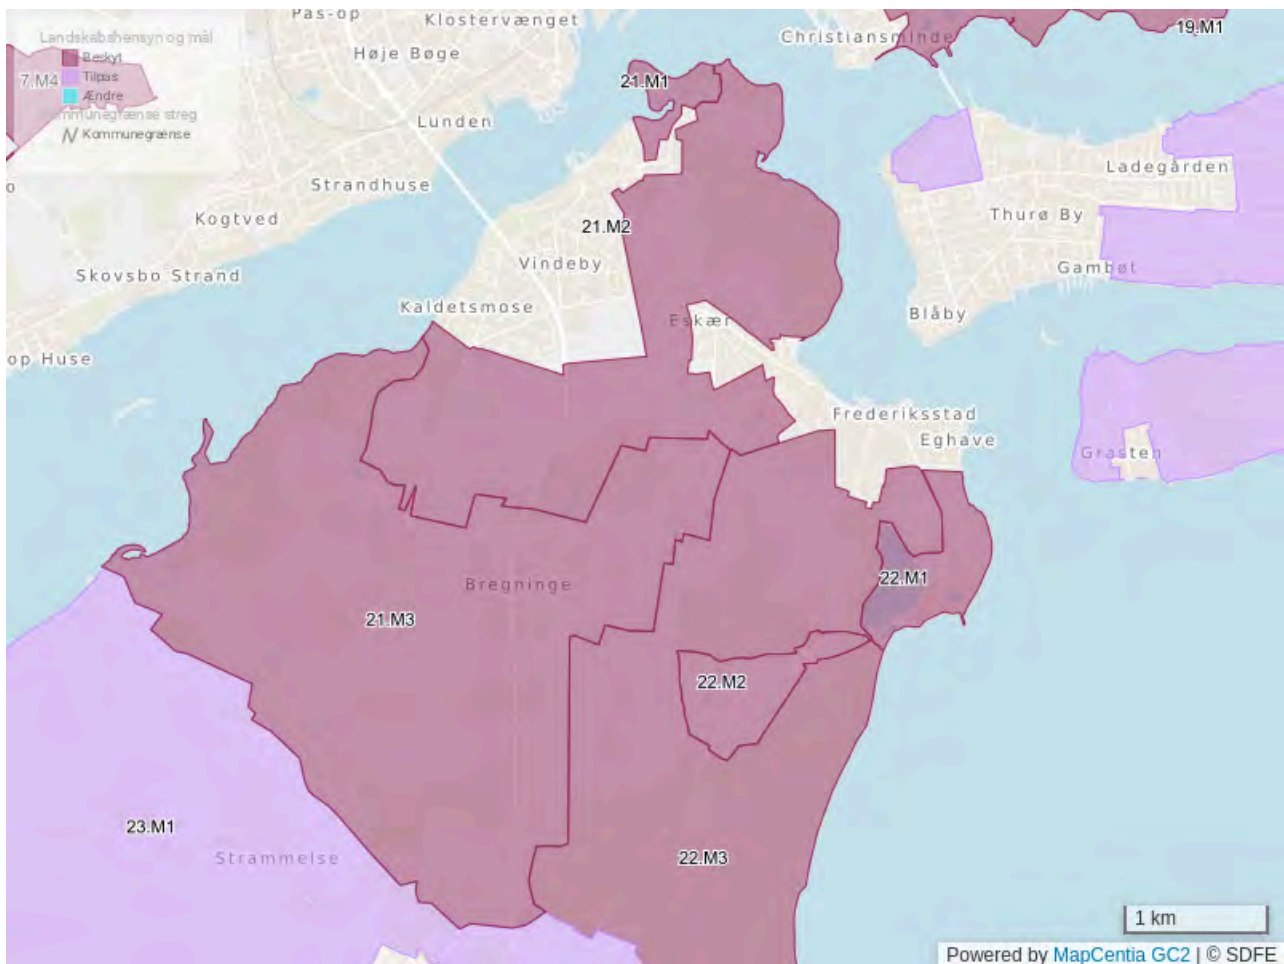 Pas-op
Klostervænget
Christiansminde
19.M1
Landskabshensyn og mål
Beskyt
Høje Bøge
7.M4
Tilpas
21.M1
Ændre
Kommunegrænse streg
Kommunegrænse
Lunden
Ladegården
Strandhuse
Kogtved
Thurø By
21.M2
Vindeby
Gambøt
Skovsbo Strand
Kaldetsmose
Blåby
Eskær
op Huse
Frederiksstad
Eghave
Grasten
Bregninge
22.M1
21.M3
22.M2
23.M1
Strammelse
22.M3
1 km
Powered by MapCentia GC2 | © SDFE